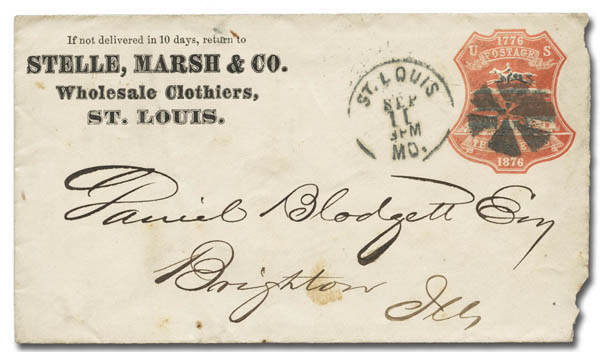 If not delivered in 10 days, return to
STELLE, MARSH & CO.
Wholesale Clothiers,
ST. LOUIS.
ST. LOUIS
SEP
11
3PM
MO.
1776
U S
POSTAGE
1876
Daniel Blodgett Esq
Brighton Ills